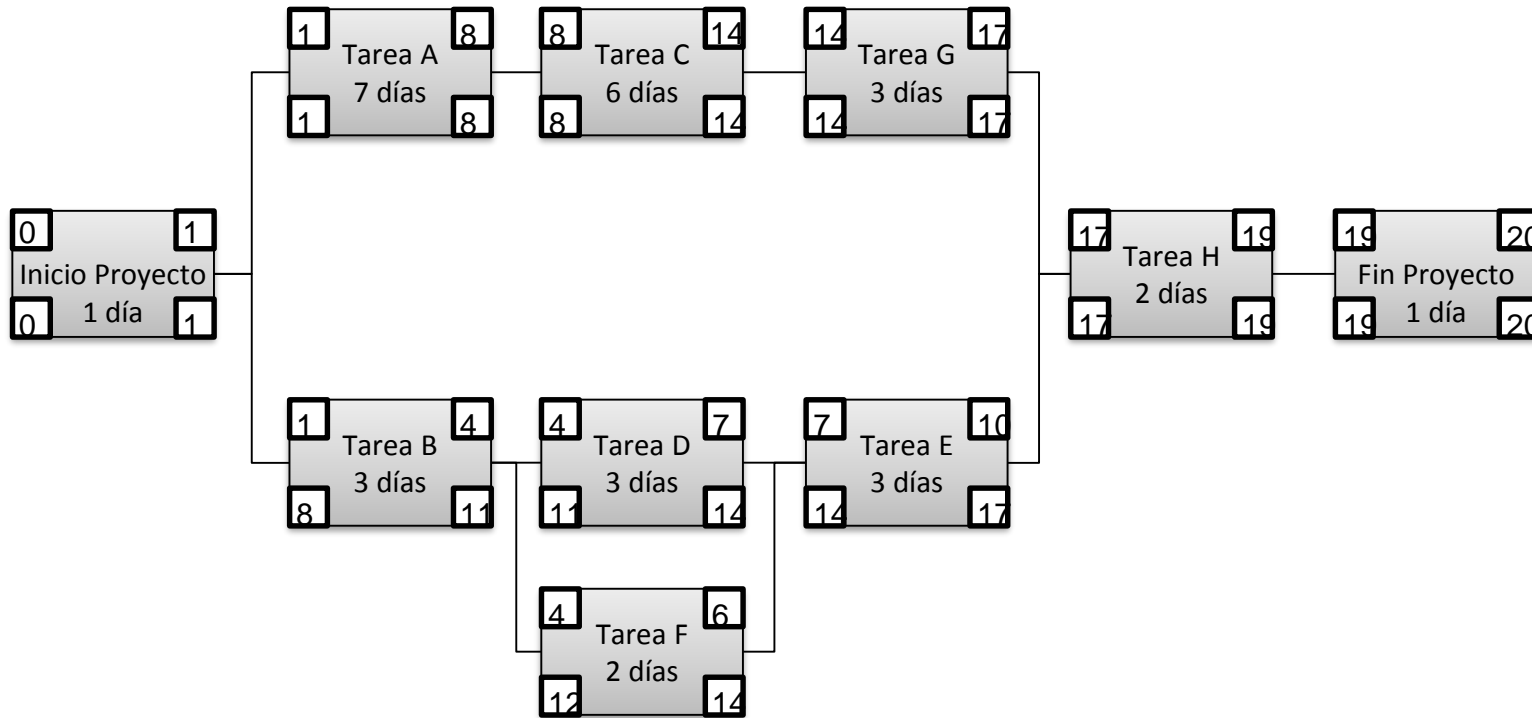 1 8
Tarea A
7 días
1 8
8 14
Tarea C
6 días
8 14
14 17
Tarea G
3 días
14 17
0 1
Inicio Proyecto
1 día
0 1
17 19
Tarea H
2 días
17 19
19 20
Fin Proyecto
1 día
19 20
1 4
Tarea B
3 días
8 11
4 7
Tarea D
3 días
11 14
7 10
Tarea E
3 días
14 17
4 6
Tarea F
2 días
12 14